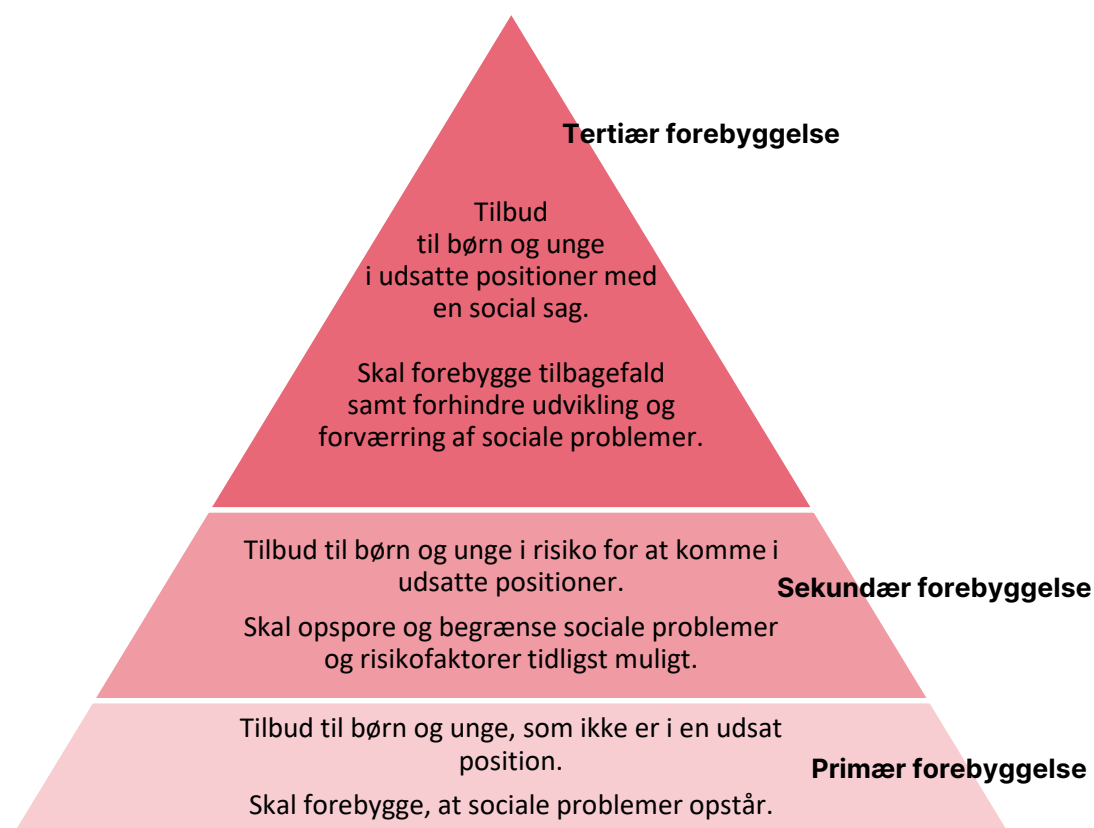 Tertiær forebyggelse
Tilbud
til børn og unge
i udsatte positioner med
en social sag.
Skal forebygge tilbagefald
samt forhindre udvikling og
forværring af sociale problemer.
Tilbud til børn og unge i risiko for at komme i
udsatte positioner.
Sekundær forebyggelse
Skal opspore og begrænse sociale problemer
og risikofaktorer tidligst muligt.
Tilbud til børn og unge, som ikke er i en udsat
position.
Primær forebyggelse
Skal forebygge, at sociale problemer opstår.